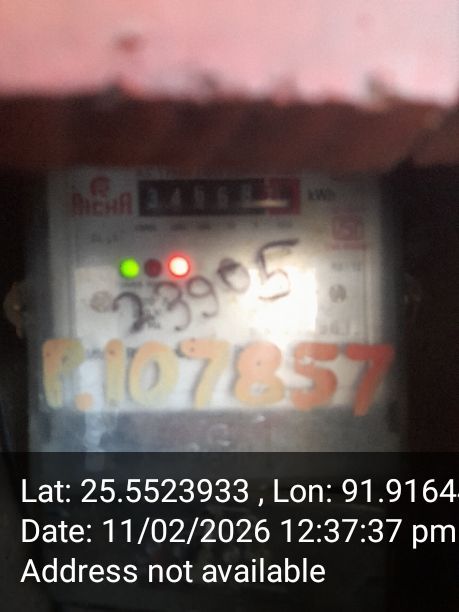 RICHA
kWh
23905
P.107857
Lat: 25.5523933 , Lon: 91.9164
Date: 11/02/2026 12:37:37 pm
Address not available